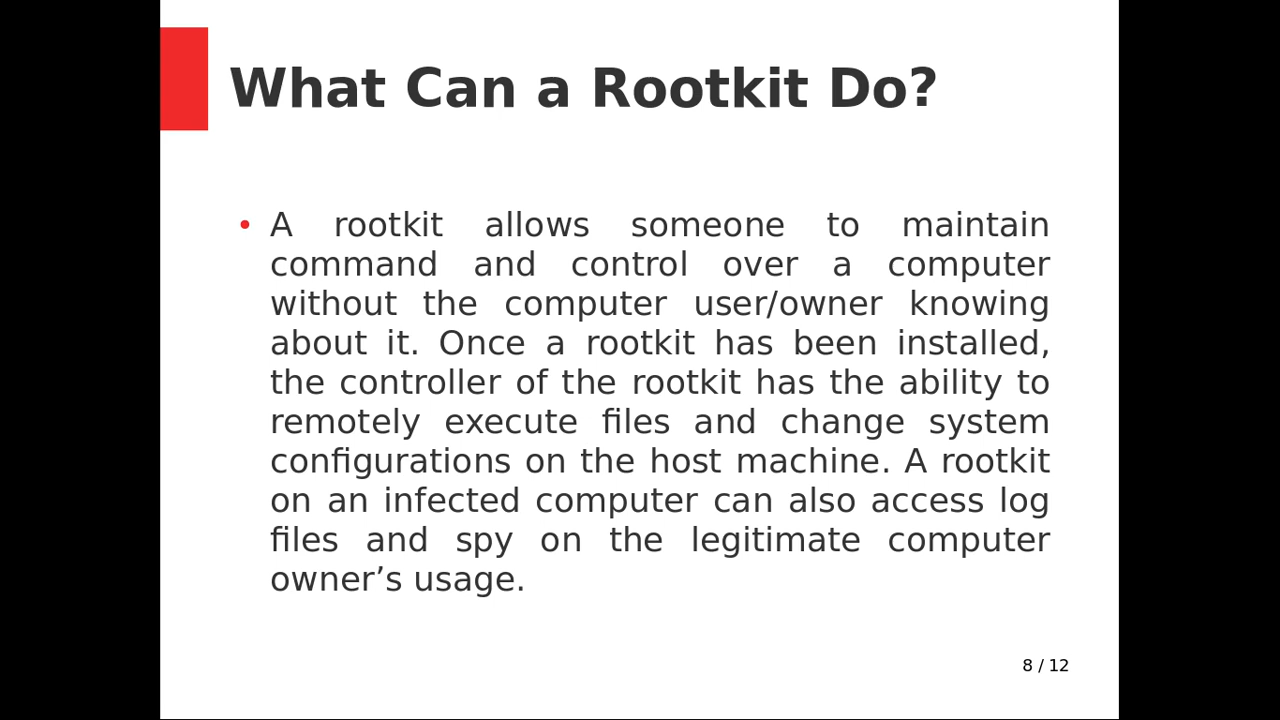 What Can a Rootkit Do?
• A rootkit allows someone to maintain
command and control over a computer
without the computer user/owner knowing
about it. Once a rootkit has been installed,
the controller of the rootkit has the ability to
remotely execute files and change system
configurations on the host machine. A rootkit
on an infected computer can also access log
files and spy on the legitimate computer
owner’s usage.
8 / 12